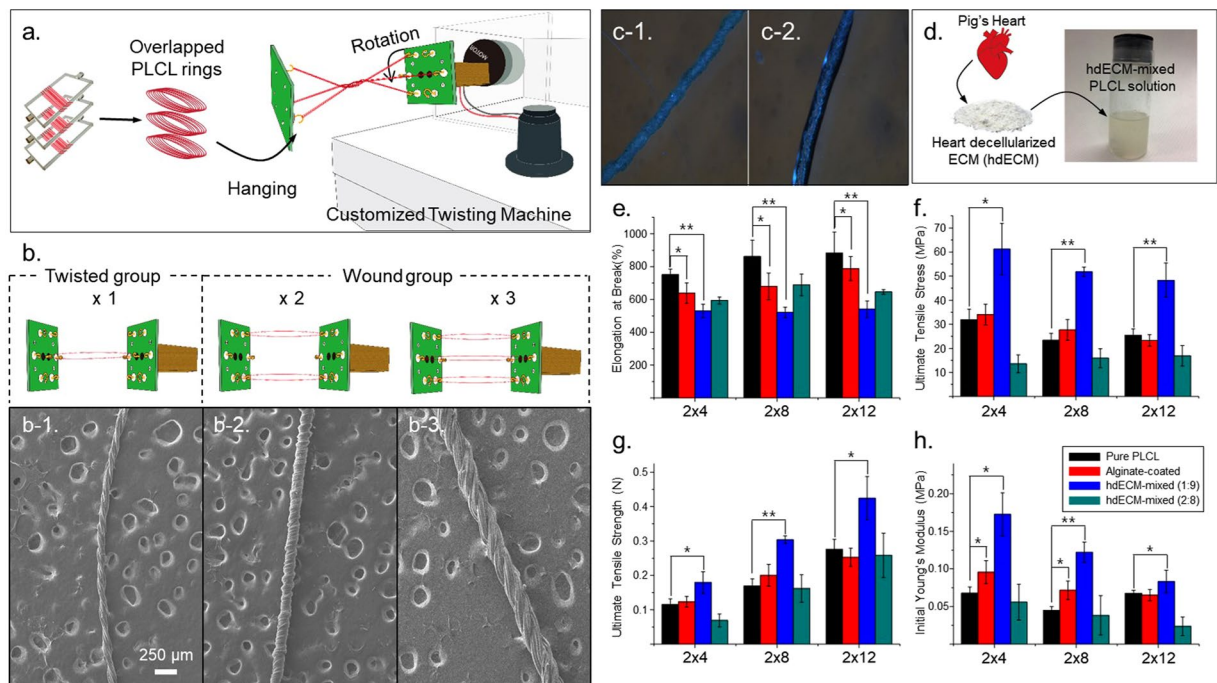 a.
Overlapped
PLCL rings
Rotation
MOTOR
Hanging
Customized Twisting Machine
b.
Twisted group
Wound group
x 1
x 2
x 3
b-1.
b-2.
b-3.
250 μm
c-1.
c-2.
d.
Pig's Heart
hdECM-mixed
PLCL solution
Heart decellularized
ECM (hdECM)
e.
Elongation at Break(%)
1000
800
600
400
200
0
**
*
**
*
**
*
2x4
2x8
2x12
f.
Ultimate Tensile Stress (MPa)
70
60
50
40
30
20
10
0
*
**
**
2x4
2x8
2x12
g.
Ultimate Tensile Strength (N)
0.5
0.4
0.3
0.2
0.1
*
**
*
2x4
2x8
2x12
h.
Initial Young's Modulus (MPa)
0.20
0.15
0.10
0.05
*
*
**
*
*
Pure PLCL
Alginate-coated
hdECM-mixed (1:9)
hdECM-mixed (2:8)
2x4
2x8
2x12